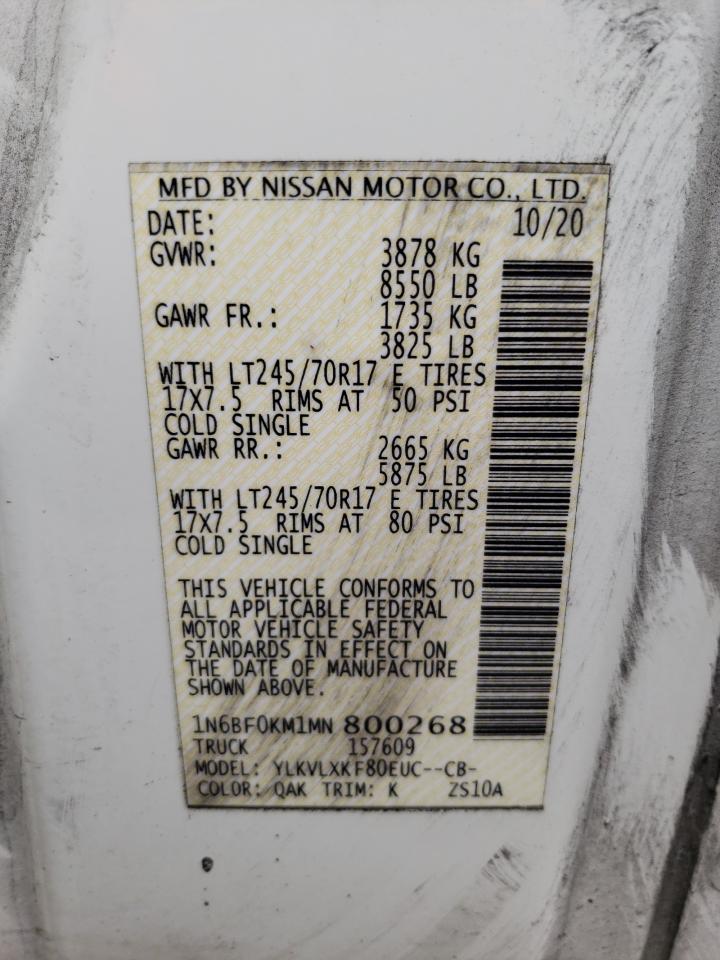 MFD BY NISSAN MOTOR CO., LTD.
DATE: 10/20
GVWR: 3878 KG
8550 LB
GAWR FR.: 1735 KG
3825 LB
WITH LT245/70R17 E TIRES
17X7.5 RIMS AT 50 PSI
COLD SINGLE
GAWR RR.: 2665 KG
5875 LB
WITH LT245/70R17 E TIRES
17X7.5 RIMS AT 80 PSI
COLD SINGLE
THIS VEHICLE CONFORMS TO
ALL APPLICABLE FEDERAL
MOTOR VEHICLE SAFETY
STANDARDS IN EFFECT ON
THE DATE OF MANUFACTURE
SHOWN ABOVE.
1N6BF0KM1MN 800268
TRUCK 157609
MODEL: YLKVLXKF80EUC--CB-
COLOR: QAK TRIM: K ZS10A